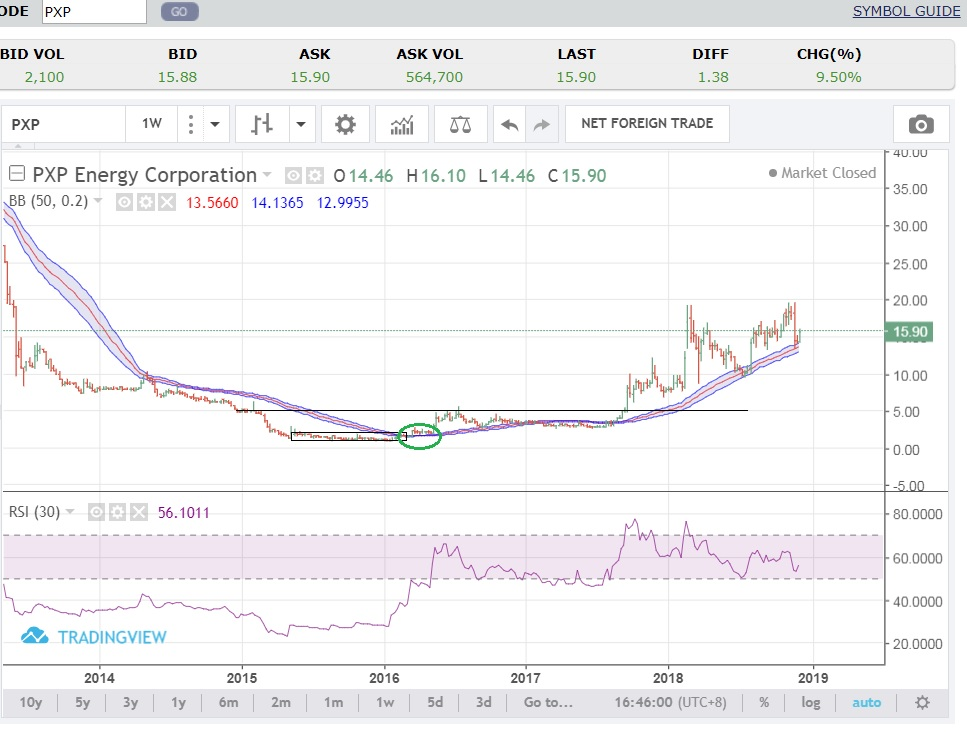 ODE PXP GO SYMBOL GUIDE
BID VOL BID ASK ASK VOL LAST DIFF CHG(%)
2,100 15.88 15.90 564,700 15.90 1.38 9.50%
PXP 1W NET FOREIGN TRADE
PXP Energy Corporation O 14.46 H 16.10 L 14.46 C 15.90 Market Closed
BB (50, 0.2) 13.5660 14.1365 12.9955
40.00
35.00
30.00
25.00
20.00
15.90
10.00
5.00
0.00
-5.00
RSI (30) 56.1011
80.0000
60.0000
40.0000
20.0000
TRADINGVIEW
2014 2015 2016 2017 2018 2019
10y 5y 3y 1y 6m 2m 1m 1w 5d 3d Go to... 16:46:00 (UTC+8) % log auto